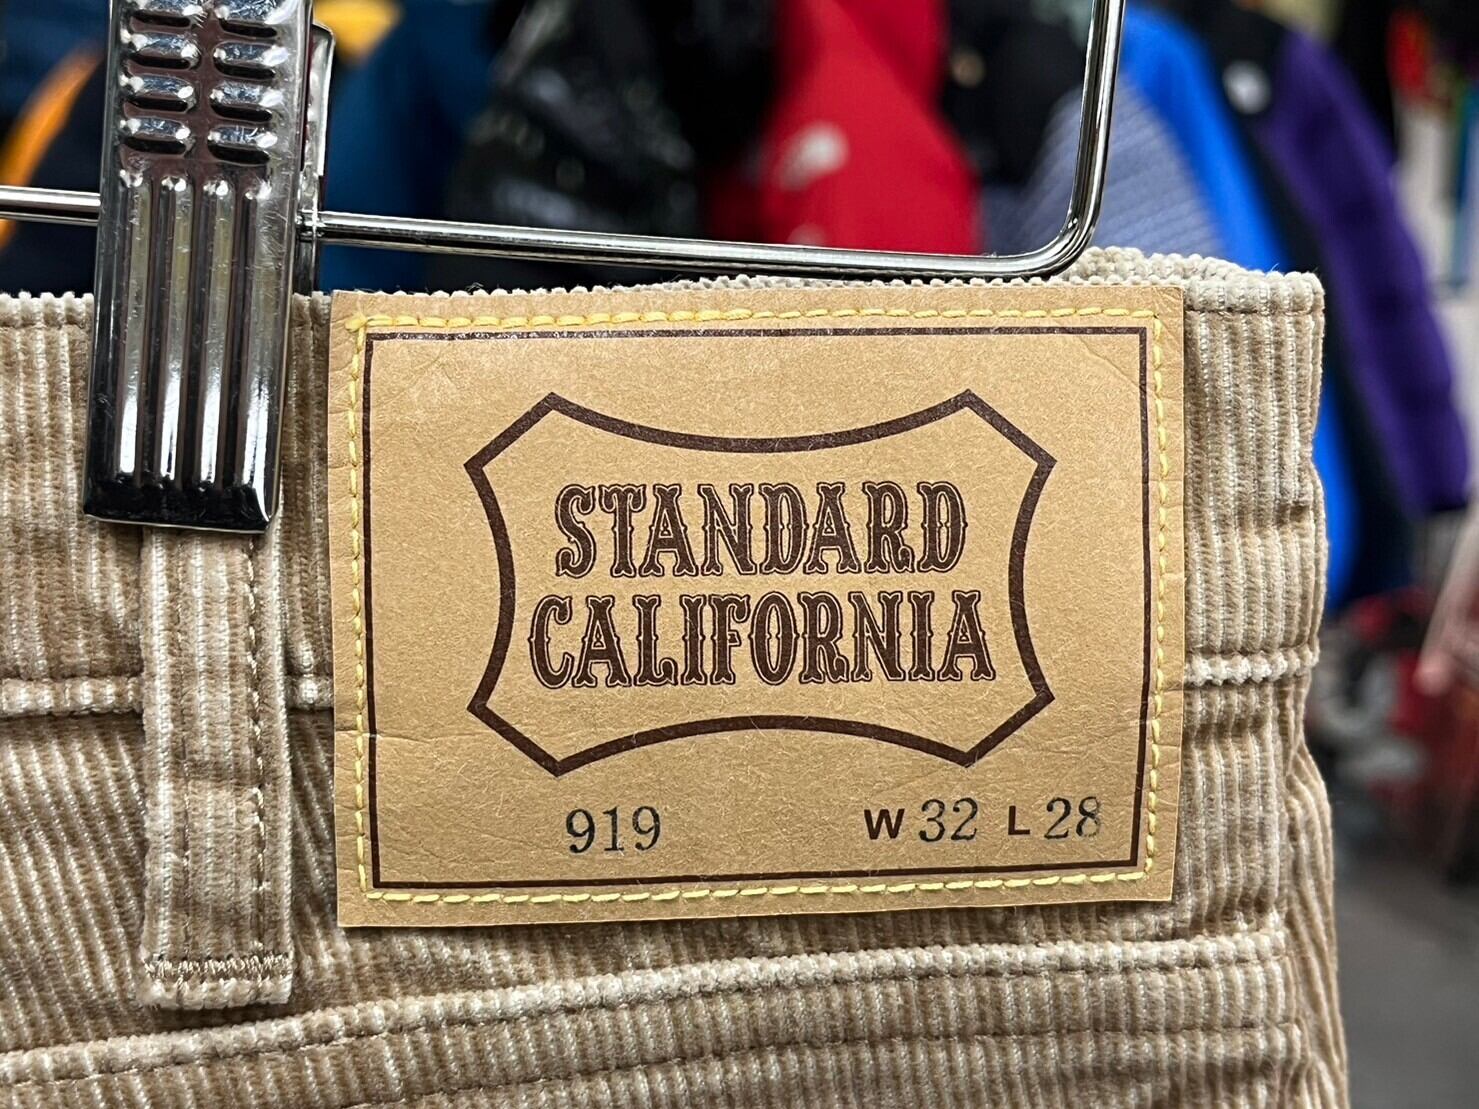 STANDARD
CALIFORNIA
919 W 32 L 28